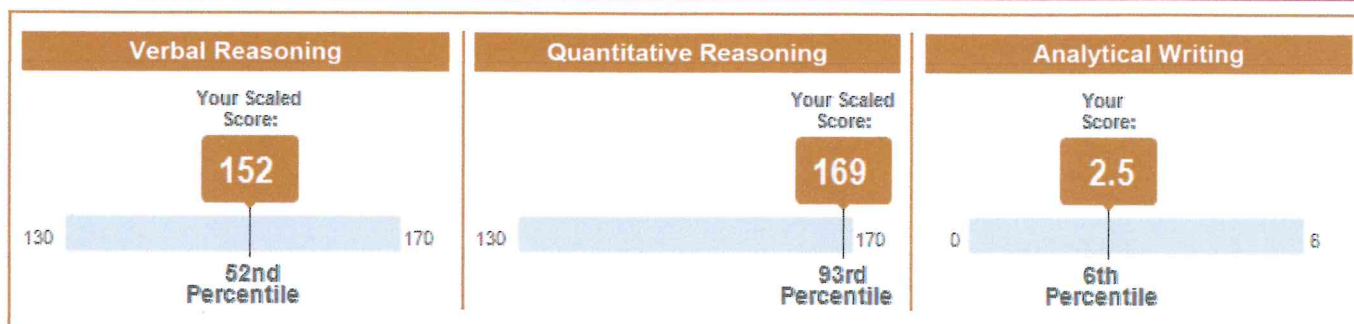 Verbal Reasoning
Your Scaled
Score:
152
130
170
52nd
Percentile
Quantitative Reasoning
Your Scaled
Score:
169
130
170
93rd
Percentile
Analytical Writing
Your
Score:
2.5
0
6
6th
Percentile